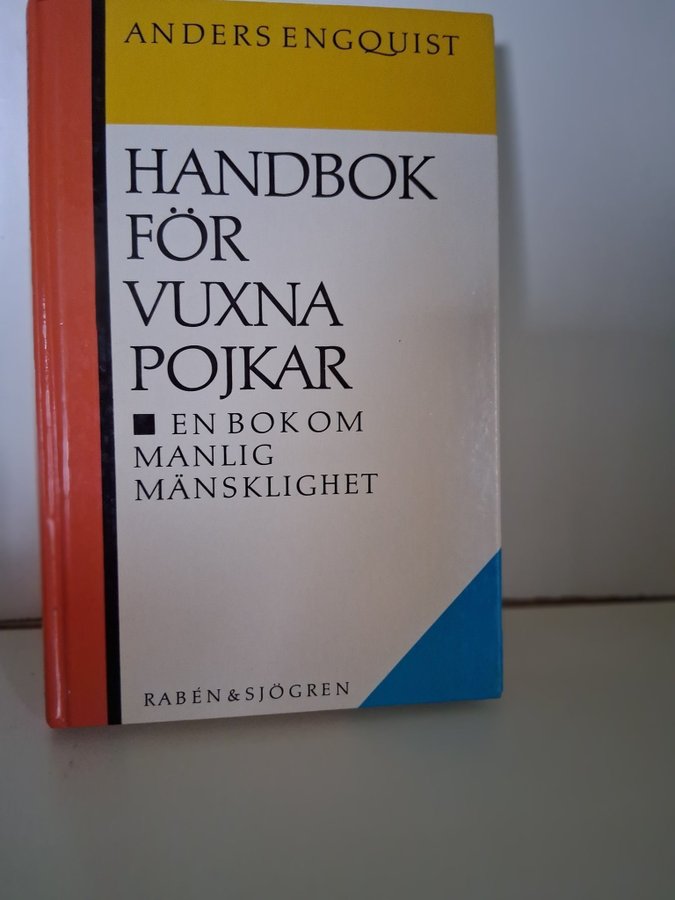 ANDERS ENGQUIST
HANDBOK
FÖR
VUXNA
POJKAR
■ EN BOK OM
MANLIG
MÄNSKLIGHET
RABÉN & SJÖGREN